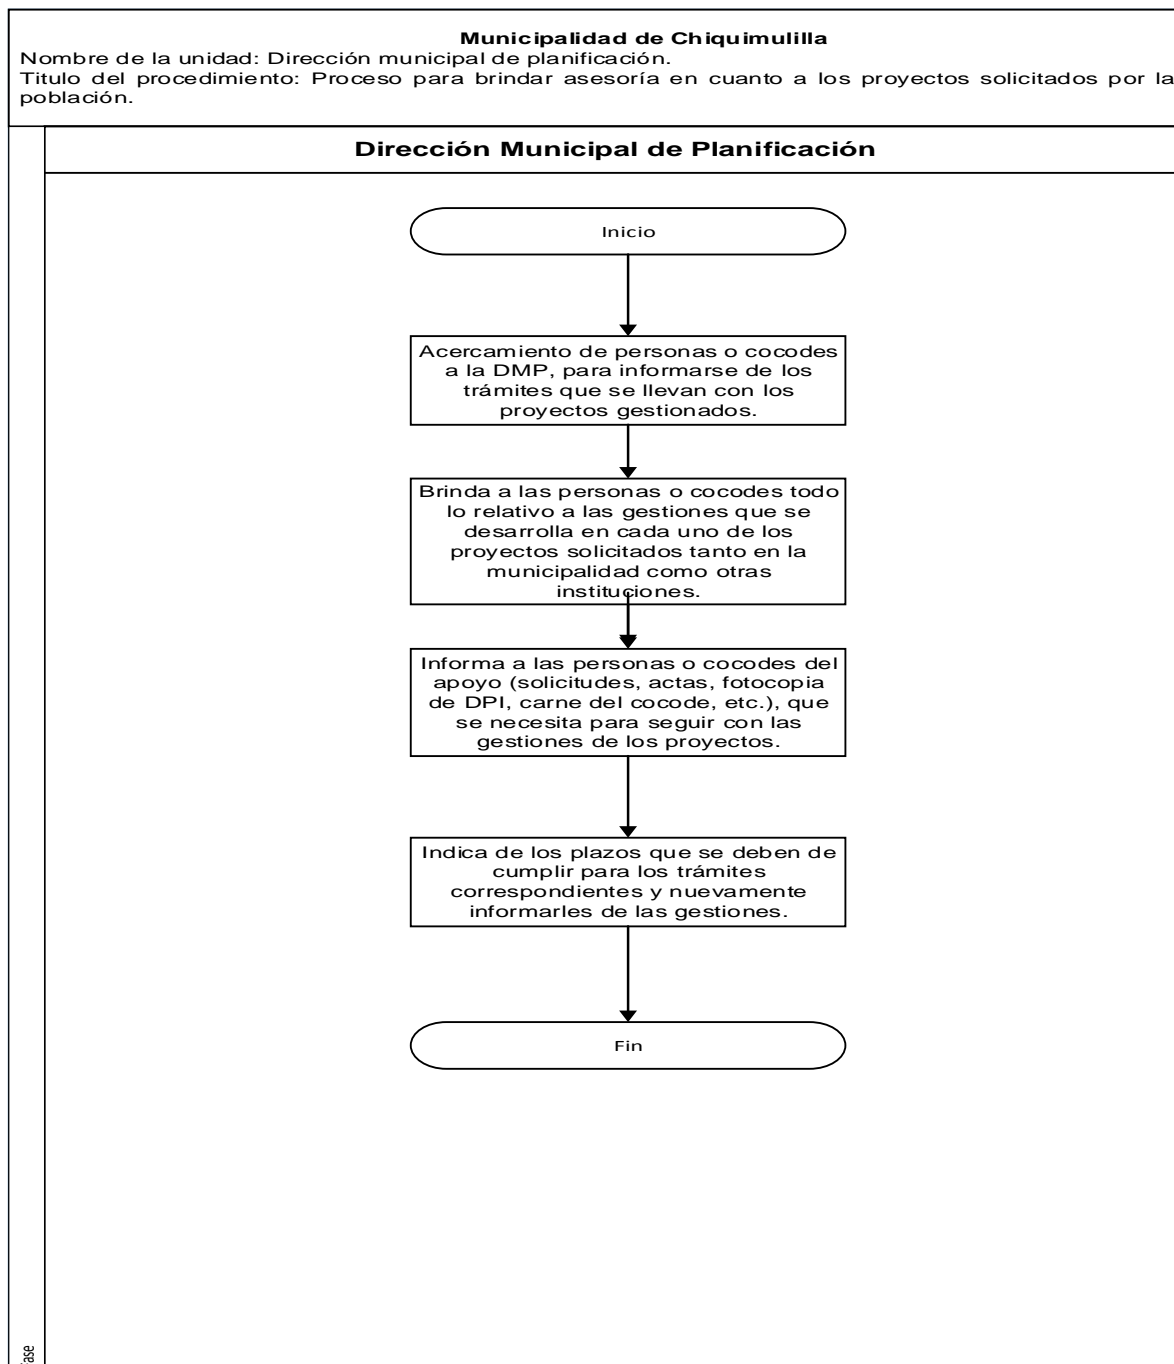 Municipalidad de Chiquimulilla
Nombre de la unidad: Dirección municipal de planificación.
Titulo del procedimiento: Proceso para brindar asesoría en cuanto a los proyectos solicitados por la
población.
Dirección Municipal de Planificación
Inicio
Acercamiento de personas o cocodes
a la DMP, para informarse de los
trámites que se llevan con los
proyectos gestionados.
Brinda a las personas o cocodes todo
lo relativo a las gestiones que se
desarrolla en cada uno de los
proyectos solicitados tanto en la
municipalidad como otras
instituciones.
Informa a las personas o cocodes del
apoyo (solicitudes, actas, fotocopia
de DPI, carne del cocode, etc.), que
se necesita para seguir con las
gestiones de los proyectos.
Indica de los plazos que se deben de
cumplir para los trámites
correspondientes y nuevamente
informarles de las gestiones.
Fin